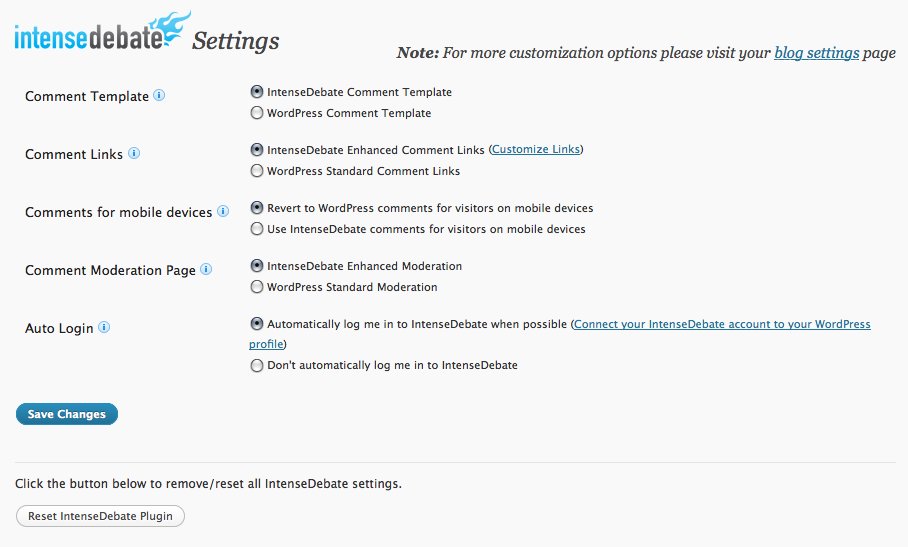 intensedebate Settings
Note: For more customization options please visit your blog settings page
Comment Template
IntenseDebate Comment Template
WordPress Comment Template
Comment Links
IntenseDebate Enhanced Comment Links (Customize Links)
WordPress Standard Comment Links
Comments for mobile devices
Revert to WordPress comments for visitors on mobile devices
Use IntenseDebate comments for visitors on mobile devices
Comment Moderation Page
IntenseDebate Enhanced Moderation
WordPress Standard Moderation
Auto Login
Automatically log me in to IntenseDebate when possible (Connect your IntenseDebate account to your WordPress
profile)
Don't automatically log me in to IntenseDebate
Save Changes
Click the button below to remove/reset all IntenseDebate settings.
Reset IntenseDebate Plugin